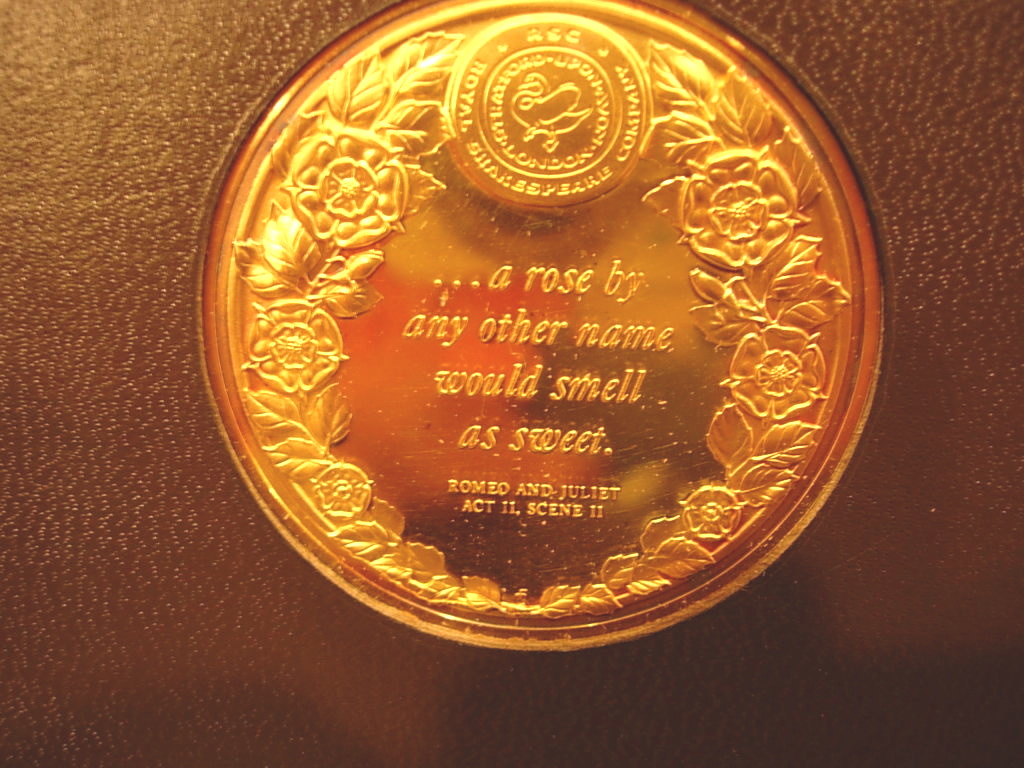 RSC
ROYAL SHAKESPEARE COMPANY
STRATFORD-UPON-AVON LONDON
...a rose by
any other name
would smell
as sweet.
ROMEO AND JULIET
ACT II, SCENE II